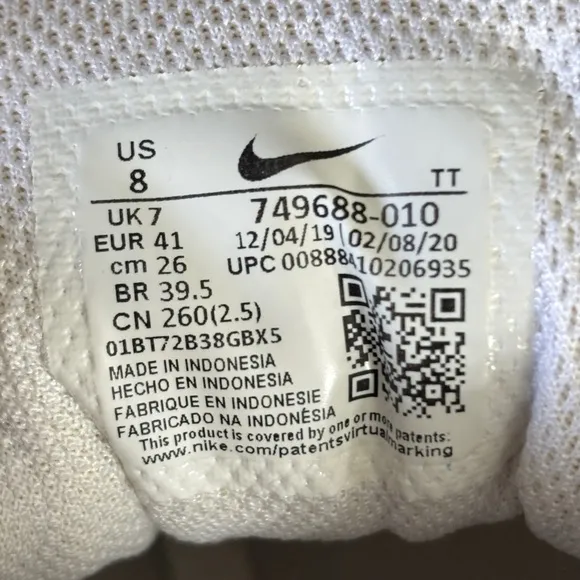 US
8
TT
UK 7
749688-010
EUR 41
12/04/19 02/08/20
cm 26
UPC 00888410206935
BR 39.5
CN 260(2.5)
01BT72B38GBX5
MADE IN INDONESIA
HECHO EN INDONESIA
FABRIQUE EN INDONESIE
FABRICADO NA INDONÉSIA
This product is covered by one or more patents:
www.nike.com/patentsvirtualmarking